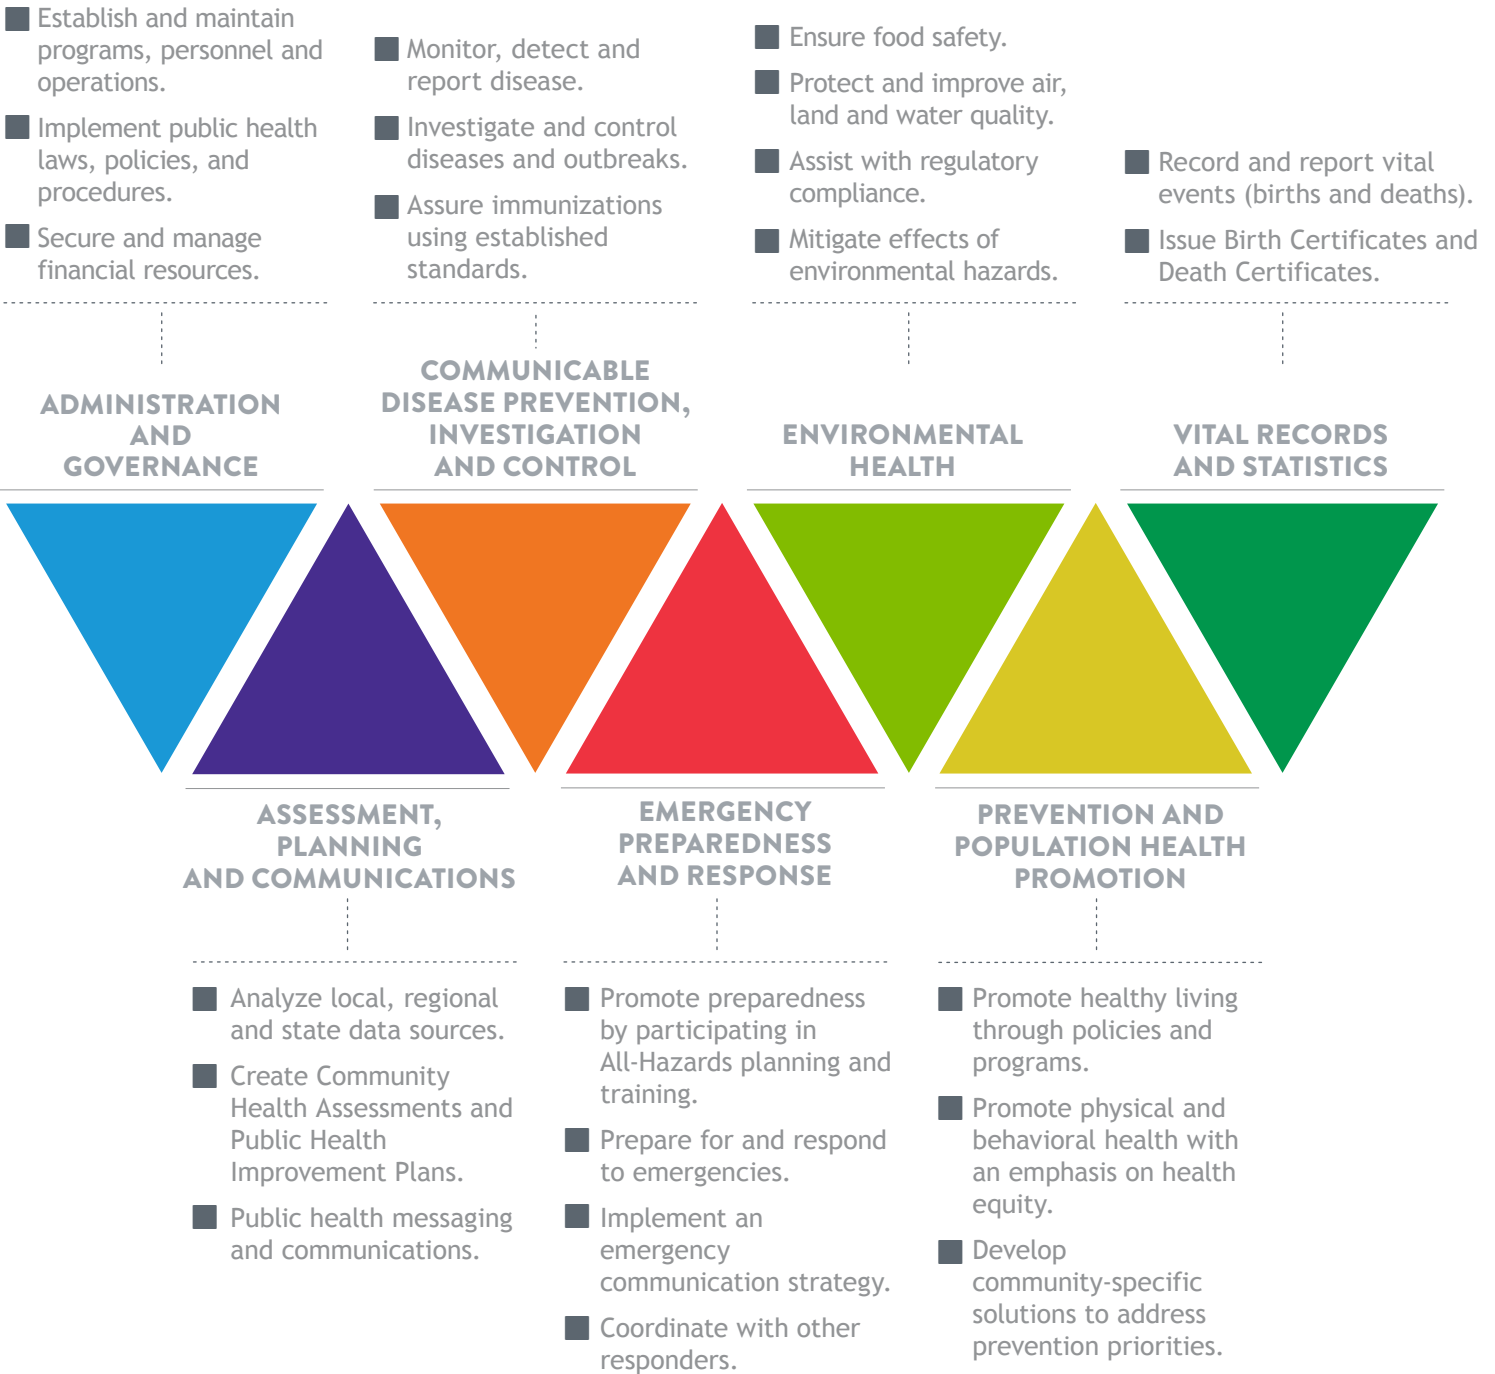 Establish and maintain
programs, personnel and
operations.
Implement public health
laws, policies, and
procedures.
Secure and manage
financial resources.
ADMINISTRATION
AND
GOVERNANCE
Monitor, detect and
report disease.
Investigate and control
diseases and outbreaks.
Assure immunizations
using established
standards.
COMMUNICABLE
DISEASE PREVENTION,
INVESTIGATION
AND CONTROL
Ensure food safety.
Protect and improve air,
land and water quality.
Assist with regulatory
compliance.
Mitigate effects of
environmental hazards.
ENVIRONMENTAL
HEALTH
Record and report vital
events (births and deaths).
Issue Birth Certificates and
Death Certificates.
VITAL RECORDS
AND STATISTICS
ASSESSMENT,
PLANNING
AND COMMUNICATIONS
Analyze local, regional
and state data sources.
Create Community
Health Assessments and
Public Health
Improvement Plans.
Public health messaging
and communications.
EMERGENCY
PREPAREDNESS
AND RESPONSE
Promote preparedness
by participating in
All-Hazards planning and
training.
Prepare for and respond
to emergencies.
Implement an
emergency
communication strategy.
Coordinate with other
responders.
PREVENTION AND
POPULATION HEALTH
PROMOTION
Promote healthy living
through policies and
programs.
Promote physical and
behavioral health with
an emphasis on health
equity.
Develop
community-specific
solutions to address
prevention priorities.